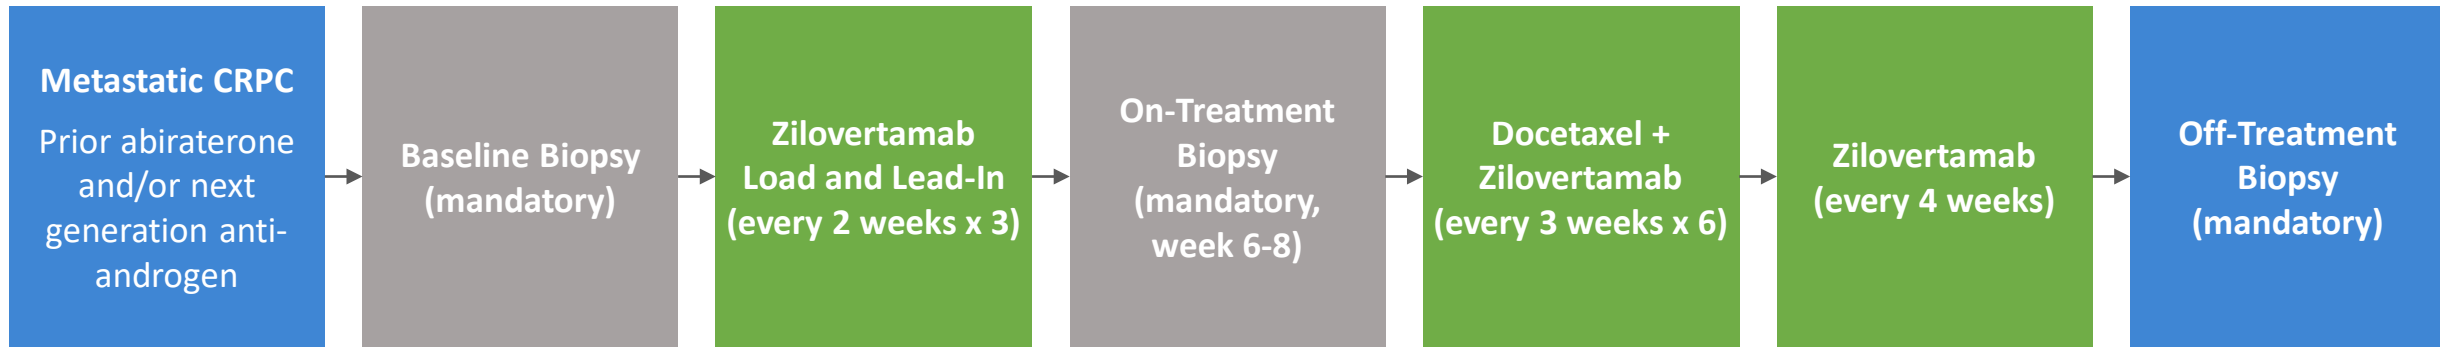 Metastatic CRPC
Prior abiraterone
and/or next
generation anti-
androgen
Baseline Biopsy
(mandatory)
Zilovertamab
Load and Lead-In
(every 2 weeks x 3)
On-Treatment
Biopsy
(mandatory,
week 6-8)
Docetaxel +
Zilovertamab
(every 3 weeks x 6)
Zilovertamab
(every 4 weeks)
Off-Treatment
Biopsy
(mandatory)